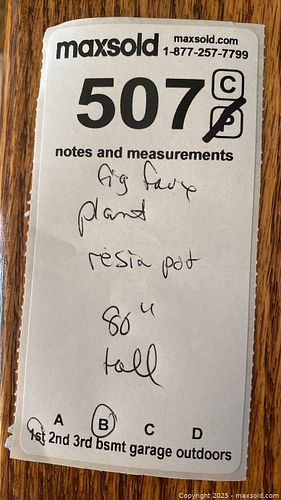 maxsold maxsold.com
1-877-257-7799
507 C
P
notes and measurements
fig faux
plant
resin pot
80"
tall
A B C D
1st 2nd 3rd bsmt garage outdoors
Copyright 2025 - maxsold.com